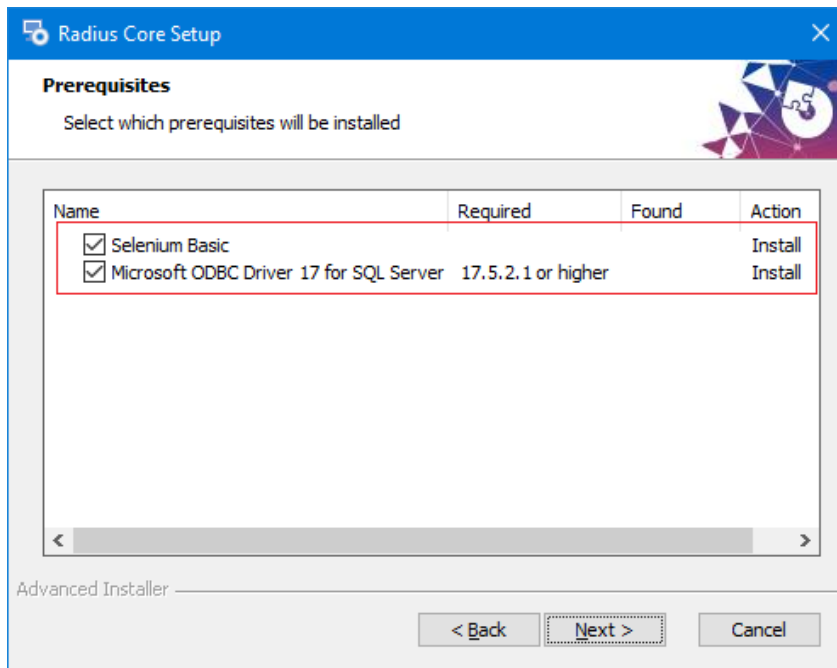 Radius Core Setup
Prerequisites
Select which prerequisites will be installed
Name Required Found Action
Selenium Basic Install
Microsoft ODBC Driver 17 for SQL Server 17.5.2.1 or higher Install
Advanced Installer
< Back Next > Cancel